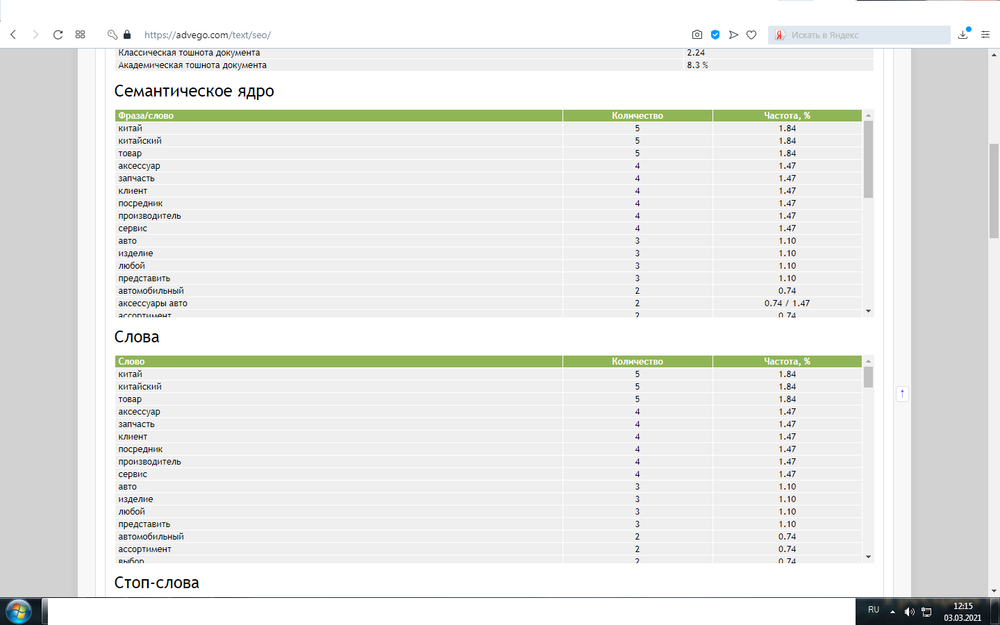 https://advego.com/text/seo/
Искать в Яндекс
Классическая тошнота документа 2.24
Академическая тошнота документа 8.3 %
Семантическое ядро
Фраза/слово Количество Частота, %
китай 5 1.84
китайский 5 1.84
товар 5 1.84
аксессуар 4 1.47
запчасть 4 1.47
клиент 4 1.47
посредник 4 1.47
производитель 4 1.47
сервис 4 1.47
авто 3 1.10
изделие 3 1.10
любой 3 1.10
представить 3 1.10
автомобильный 2 0.74
аксессуары авто 2 0.74 / 1.47
ассортимент 2 0.74
Слова
Слово Количество Частота, %
китай 5 1.84
китайский 5 1.84
товар 5 1.84
аксессуар 4 1.47
запчасть 4 1.47
клиент 4 1.47
посредник 4 1.47
производитель 4 1.47
сервис 4 1.47
авто 3 1.10
изделие 3 1.10
любой 3 1.10
представить 3 1.10
автомобильный 2 0.74
ассортимент 2 0.74
выбор 2 0.74
Стоп-слова
RU
12:15
03.03.2021